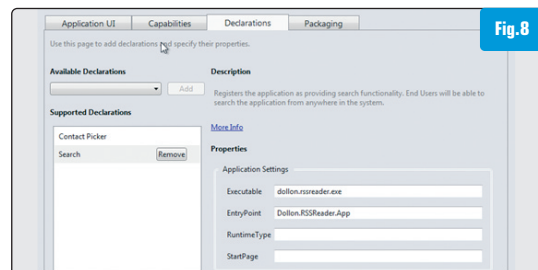 Fig.8
Application UI Capabilities Declarations Packaging
Use this page to add declarations and specify their properties.
Available Declarations
Add
Supported Declarations
Contact Picker
Search Remove
Description
Registers the application as providing search functionality. End Users will be able to
search the application from anywhere in the system.
More Info
Properties
Application Settings
Executable dollon.rssreader.exe
EntryPoint Dollon.RSSReader.App
RuntimeType
StartPage